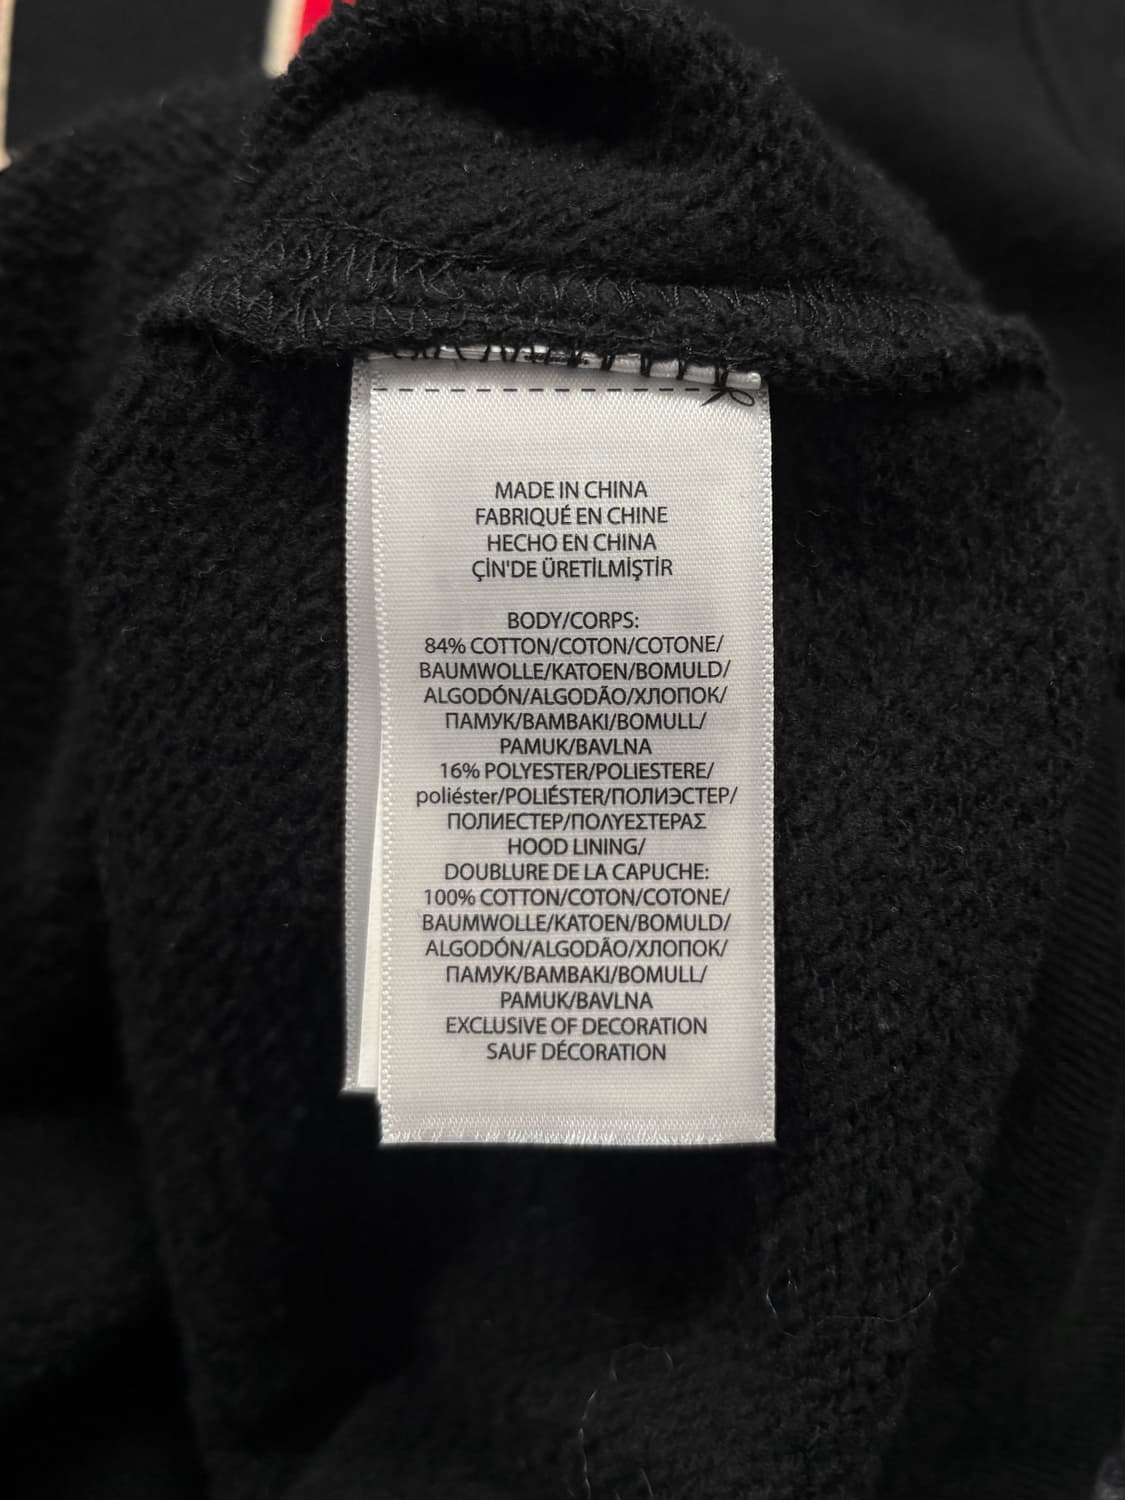 MADE IN CHINA
FABRIQUÉ EN CHINE
HECHO EN CHINA
ÇİN'DE ÜRETİLMİŞTİR
BODY/CORPS:
84% COTTON/COTON/COTONE/
BAUMWOLLE/KATOEN/BOMULD/
ALGODÓN/ALGODÃO/ХЛОПОК/
ПАМУК/ΒΑΜΒΑΚΙ/BOMULL/
PAMUK/BAVLNA
16% POLYESTER/POLIESTERE/
poliéster/POLIÉSTER/ПОЛИЭСТЕР/
ПОЛИЕСТЕР/ΠΟΛΥΕΣΤΕΡΑΣ
HOOD LINING/
DOUBLURE DE LA CAPUCHE:
100% COTTON/COTON/COTONE/
BAUMWOLLE/KATOEN/BOMULD/
ALGODÓN/ALGODÃO/ХЛОПОК/
ПАМУК/ΒΑΜΒΑΚΙ/BOMULL/
PAMUK/BAVLNA
EXCLUSIVE OF DECORATION
SAUF DÉCORATION